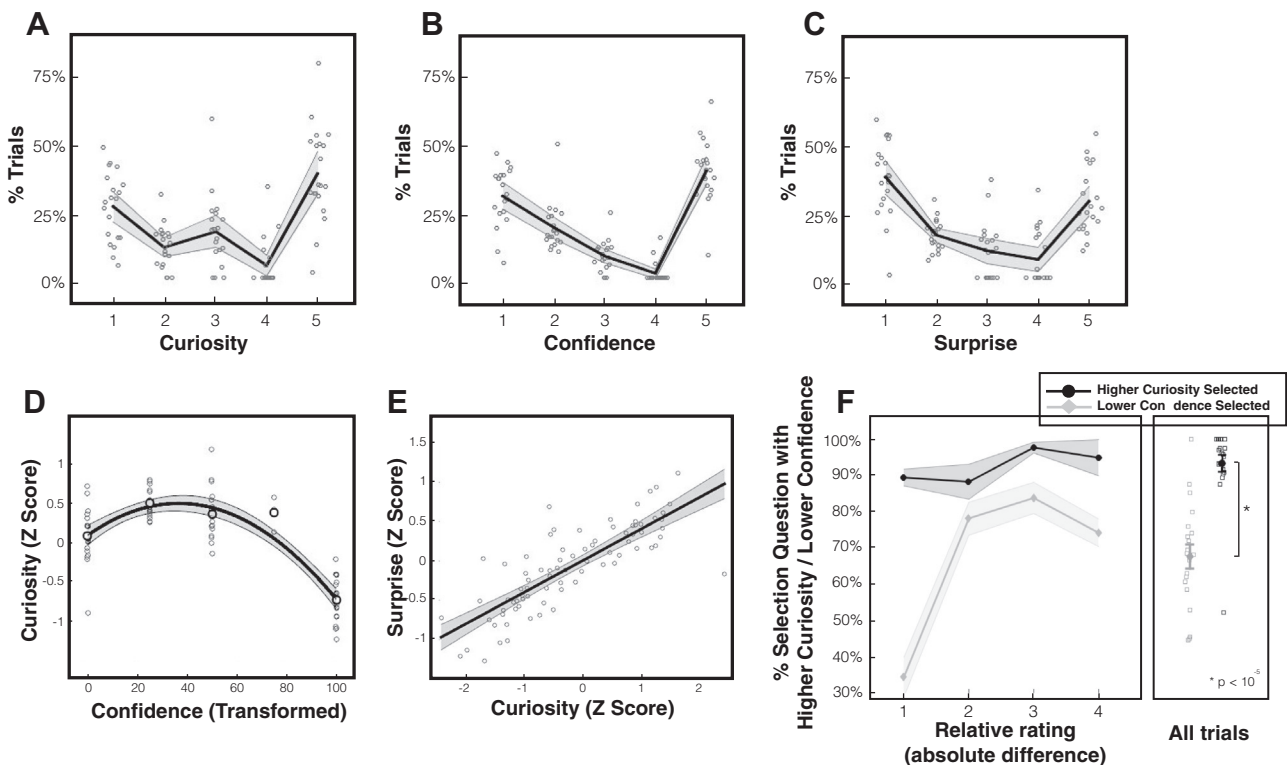 A
% Trials
75%
50%
25%
0%
1 2 3 4 5
Curiosity
B
% Trials
75%
50%
25%
0%
1 2 3 4 5
Confidence
C
% Trials
75%
50%
25%
0%
1 2 3 4 5
Surprise
D
Curiosity (Z Score)
1
0.5
0
-0.5
-1
0 20 40 60 80 100
Confidence (Transformed)
E
Surprise (Z Score)
1.5
1
0.5
0
-0.5
-1
-2 -1 0 1 2
Curiosity (Z Score)
F
Higher Curiosity Selected
Lower Con dence Selected
% Selection Question with
Higher Curiosity / Lower Confidence
100%
90%
80%
70%
60%
50%
40%
30%
1 2 3 4
Relative rating
(absolute difference)
*
* p < 10-5
All trials